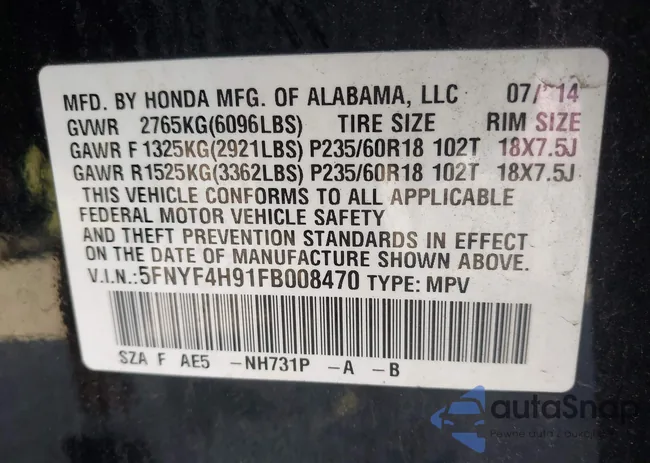 MFD. BY HONDA MFG. OF ALABAMA, LLC 07/14
GVWR 2765KG(6096LBS) TIRE SIZE RIM SIZE
GAWR F 1325KG(2921LBS) P235/60R18 102T 18X7.5J
GAWR R1525KG(3362LBS) P235/60R18 102T 18X7.5J
THIS VEHICLE CONFORMS TO ALL APPLICABLE
FEDERAL MOTOR VEHICLE SAFETY
AND THEFT PREVENTION STANDARDS IN EFFECT
ON THE DATE OF MANUFACTURE SHOWN ABOVE.
V.I.N.:5FNYF4H91FB008470 TYPE: MPV
SZA F AE5 -NH731P -A -B
autaSnap
Pewne auta